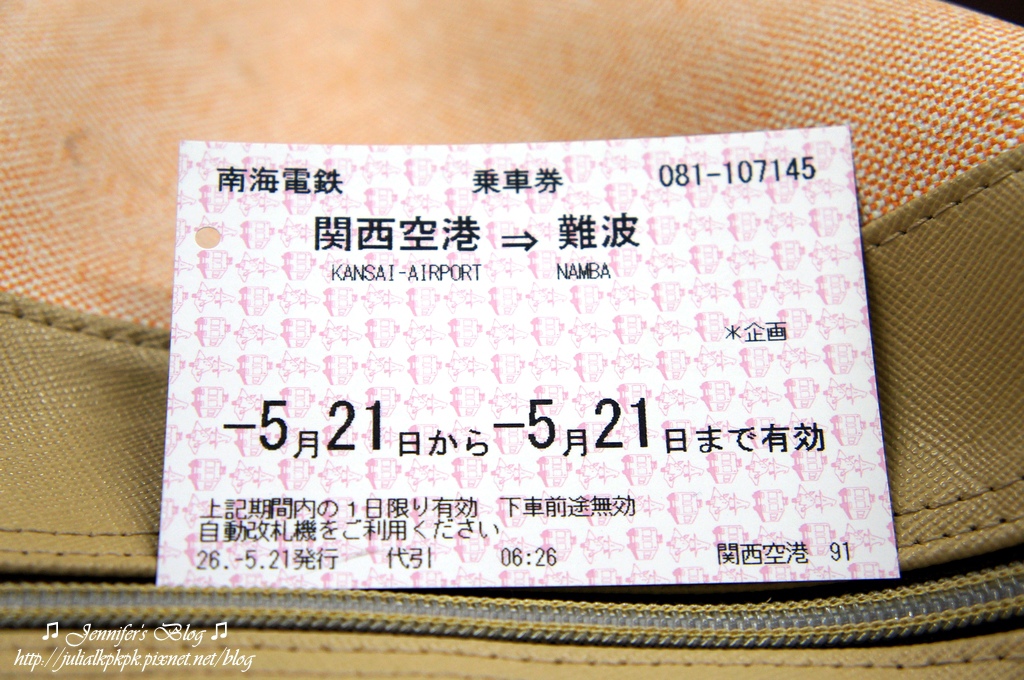 南海電鉄 乗車券 081-107145
関西空港 ⇒ 難波
KANSAI-AIRPORT NAMBA
*企画
-5月21日から-5月21日まで有効
上記期間内の1日限り有効 下車前途無効
自動改札機をご利用ください
26.-5.21発行 代引 06:26 関西空港 91
♫ Jennifer's Blog ♫
http://julialkpkpk.pixnet.net/blog